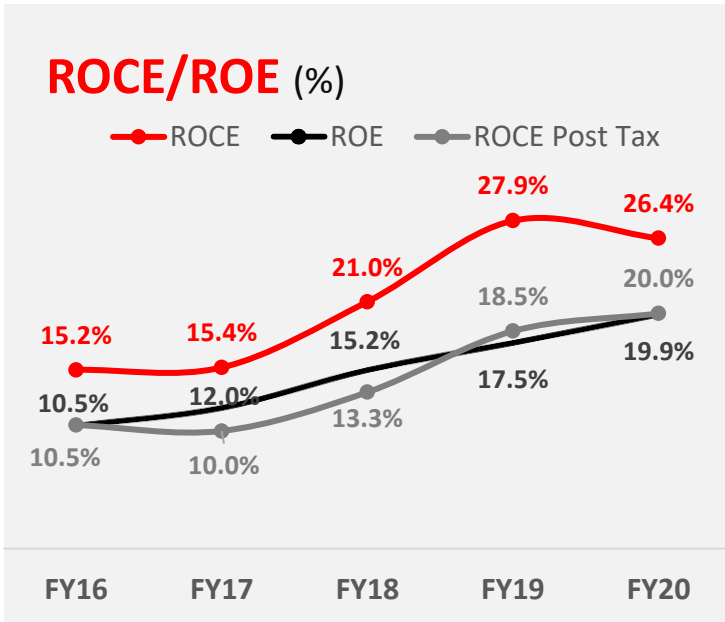 ROCE/ROE (%)
ROCE ROE ROCE Post Tax
27.9%
26.4%
21.0%
20.0%
18.5%
15.2% 15.4% 15.2%
19.9%
17.5%
10.5% 12.0%
13.3%
10.5% 10.0%
FY16 FY17 FY18 FY19 FY20